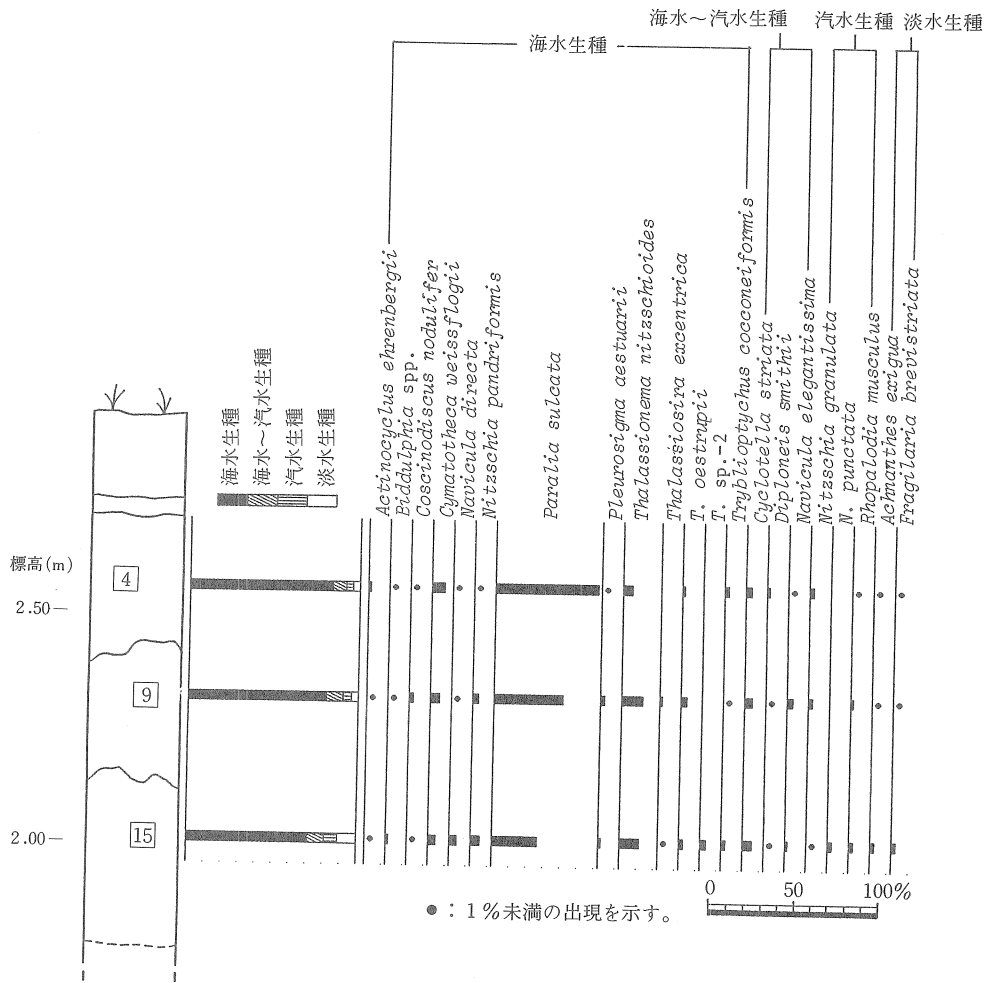 海水~汽水生種 汽水生種 淡水生種
海水生種
Actinocyclus ehrenbergii
Biddulphia spp.
Coscinodiscus nodulifer
Cymatotheca weissflogii
Navicula directa
Nitzschia pandriformis
Paralia sulcata
Pleurosigma aestuarii
Thalassionema nitzschioides
Thalassiosira excentrica
T. oestrupii
T. sp.-2
Tryblioptychus cocconeiformis
Cyclotella striata
Diploneis smithii
Navicula elegantissima
Nitzschia granulata
N. punctata
Rhopalodia musculus
Achnanthes exigua
Fragilaria brevistriata
海水生種
海水~汽水生種
汽水生種
淡水生種
標高(m)
4
2.50
9
2.00
15
0 50 100%
●:1%未満の出現を示す。